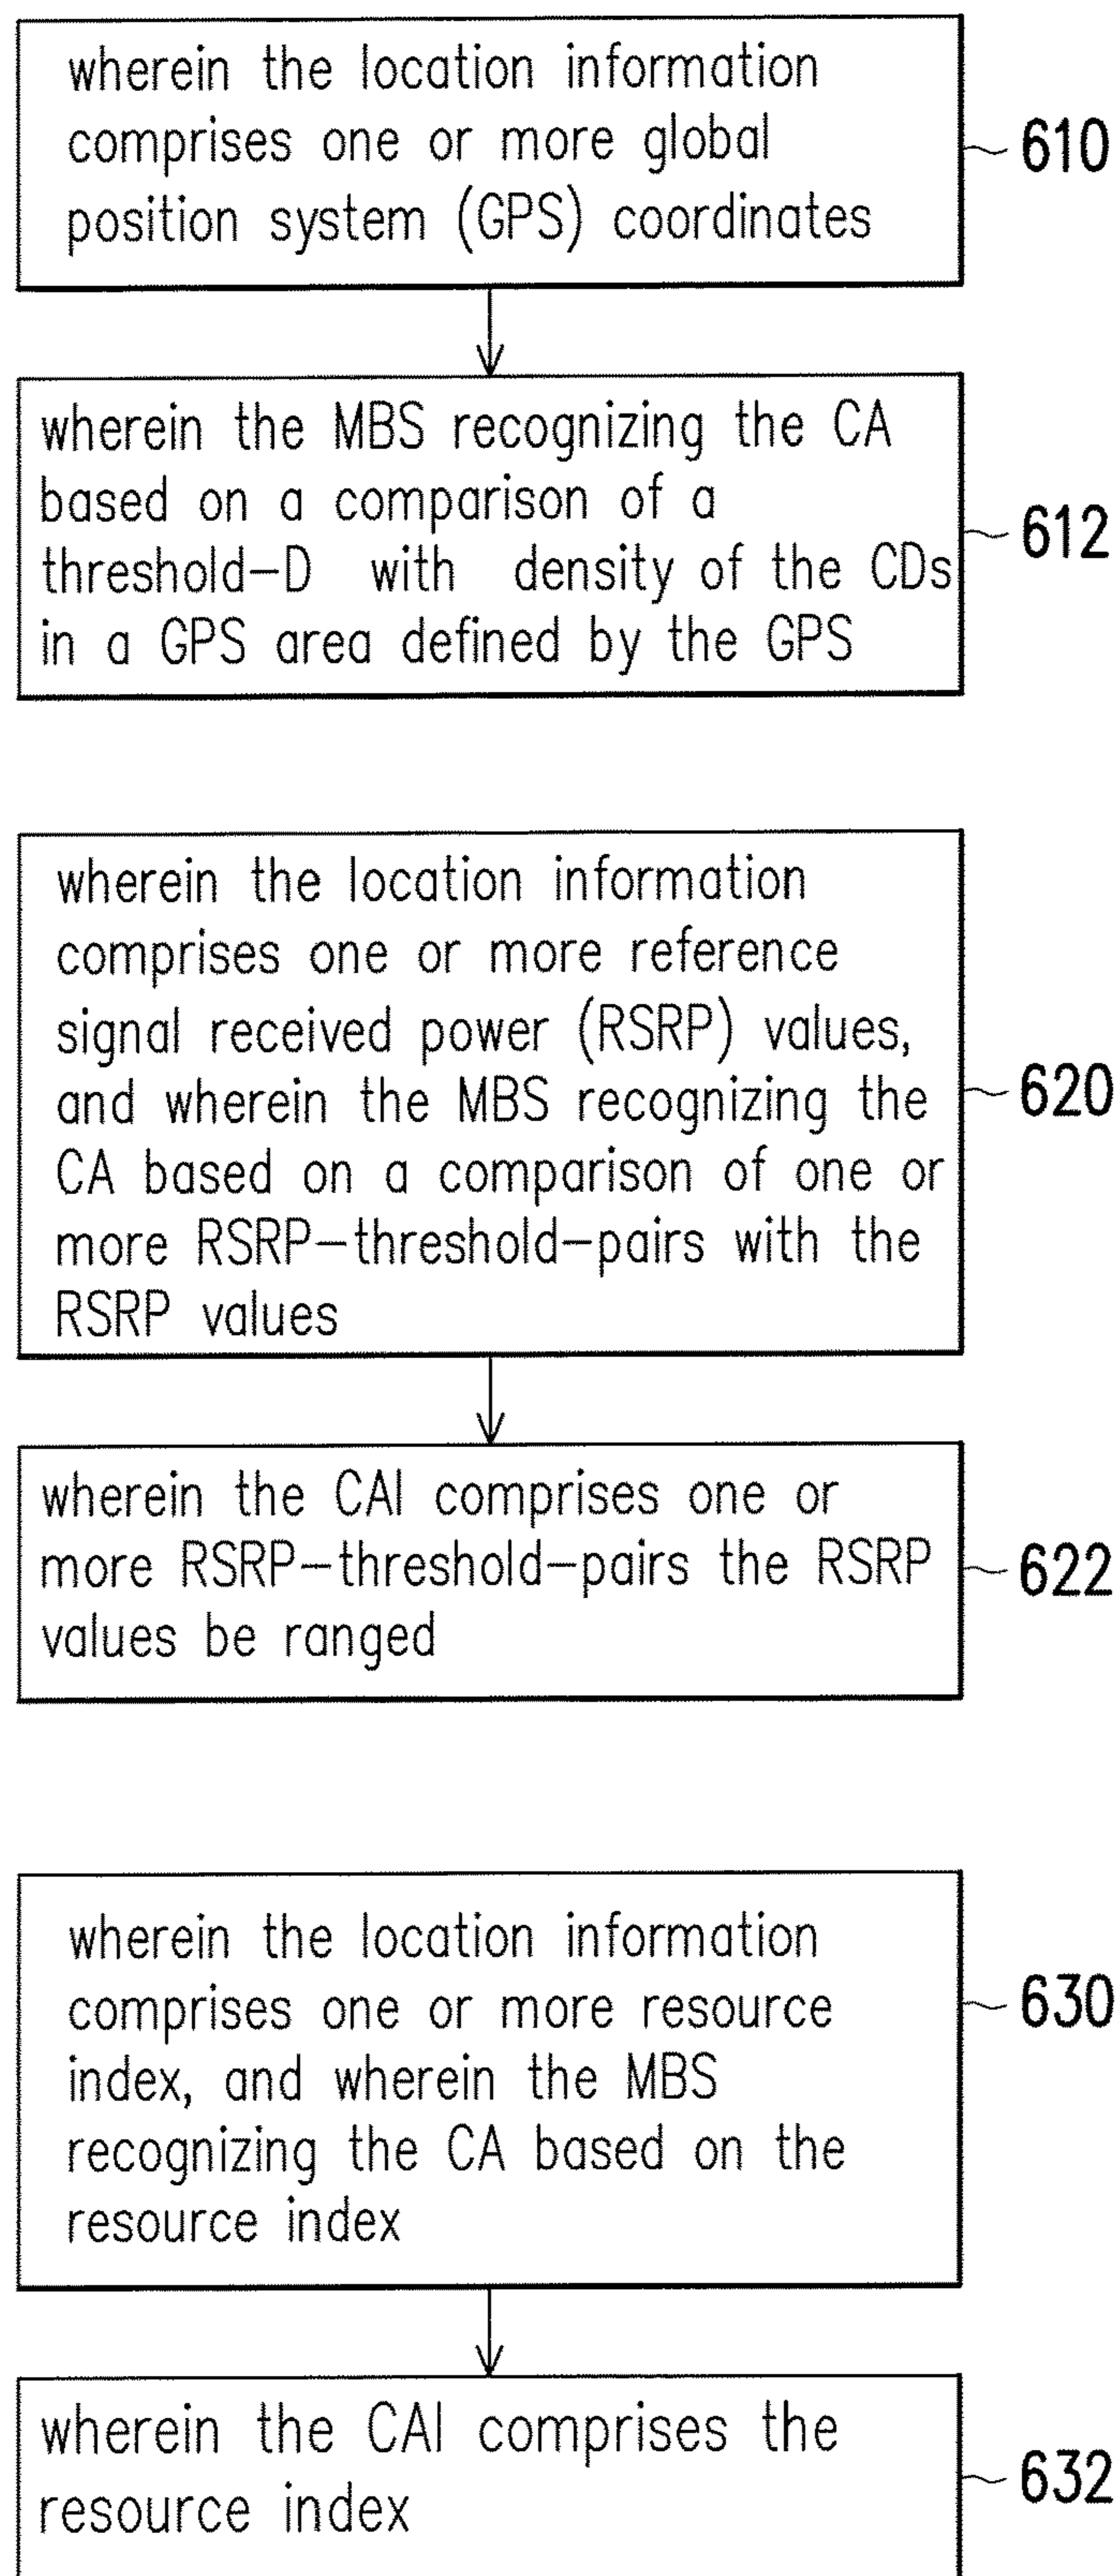 wherein the location information
comprises one or more global
position system (GPS) coordinates
610
wherein the MBS recognizing the CA
based on a comparison of a
threshold-D with density of the CDs
in a GPS area defined by the GPS
612
wherein the location information
comprises one or more reference
signal received power (RSRP) values,
and wherein the MBS recognizing the
CA based on a comparison of one or
more RSRP-threshold-pairs with the
RSRP values
620
wherein the CAI comprises one or
more RSRP-threshold-pairs the RSRP
values be ranged
622
wherein the location information
comprises one or more resource
index, and wherein the MBS
recognizing the CA based on the
resource index
630
wherein the CAI comprises the
resource index
632